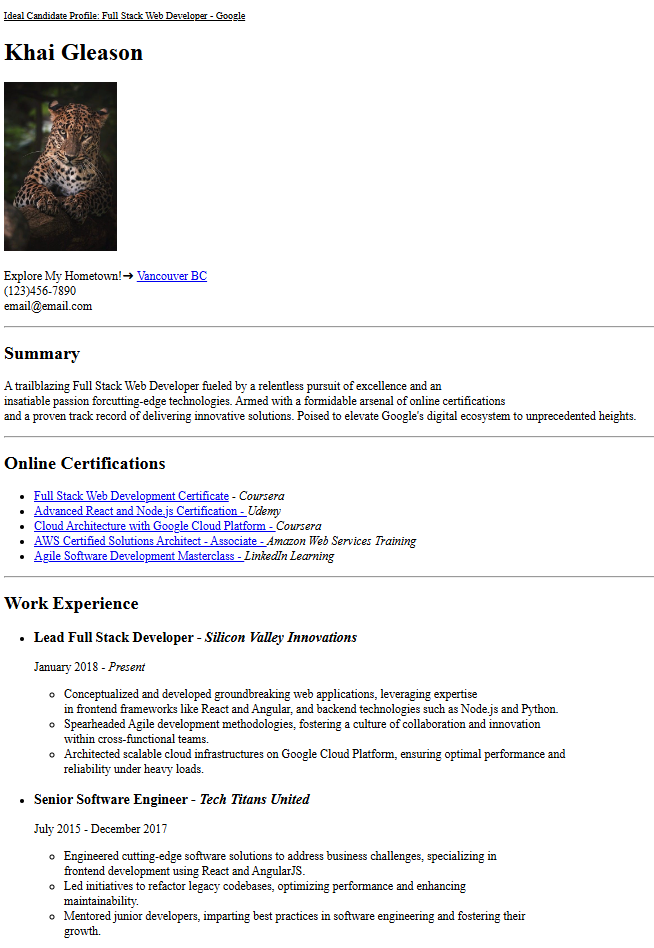 Ideal Candidate Profile: Full Stack Web Developer - Google
Khai Gleason
Explore My Hometown!➔ Vancouver BC
(123)456-7890
email@email.com
Summary
A trailblazing Full Stack Web Developer fueled by a relentless pursuit of excellence and an
insatiable passion forcutting-edge technologies. Armed with a formidable arsenal of online certifications
and a proven track record of delivering innovative solutions. Poised to elevate Google's digital ecosystem to unprecedented heights.
Online Certifications
Full Stack Web Development Certificate - Coursera
Advanced React and Node.js Certification - Udemy
Cloud Architecture with Google Cloud Platform - Coursera
AWS Certified Solutions Architect - Associate - Amazon Web Services Training
Agile Software Development Masterclass - LinkedIn Learning
Work Experience
Lead Full Stack Developer - Silicon Valley Innovations
January 2018 - Present
Conceptualized and developed groundbreaking web applications, leveraging expertise
in frontend frameworks like React and Angular, and backend technologies such as Node.js and Python.
Spearheaded Agile development methodologies, fostering a culture of collaboration and innovation
within cross-functional teams.
Architected scalable cloud infrastructures on Google Cloud Platform, ensuring optimal performance and
reliability under heavy loads.
Senior Software Engineer - Tech Titans United
July 2015 - December 2017
Engineered cutting-edge software solutions to address business challenges, specializing in
frontend development using React and AngularJS.
Led initiatives to refactor legacy codebases, optimizing performance and enhancing
maintainability.
Mentored junior developers, imparting best practices in software engineering and fostering their
growth.